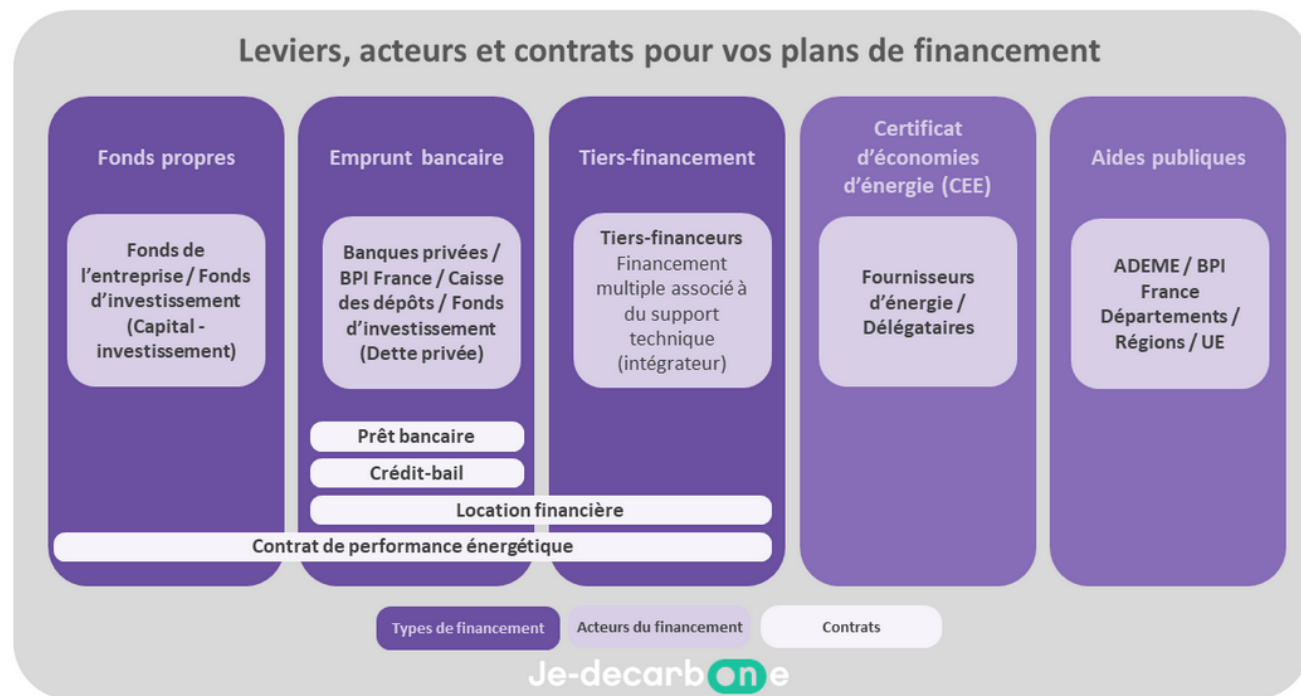 Leviers, acteurs et contrats pour vos plans de financement
Fonds propres
Fonds de
l'entreprise / Fonds
d'investissement
(Capital -
investissement)
Emprunt bancaire
Banques privées /
BPI France / Caisse
des dépôts / Fonds
d'investissement
(Dette privée)
Tiers-financement
Tiers-financeurs
Financement
multiple associé à
du support
technique
(intégrateur)
Certificat
d'économies
d'énergie (CEE)
Fournisseurs
d'énergie /
Délégataires
Aides publiques
ADEME / BPI
France
Départements /
Régions / UE
Prêt bancaire
Crédit-bail
Location financière
Contrat de performance énergétique
Types de financement
Acteurs du financement
Contrats
Je-decarbone